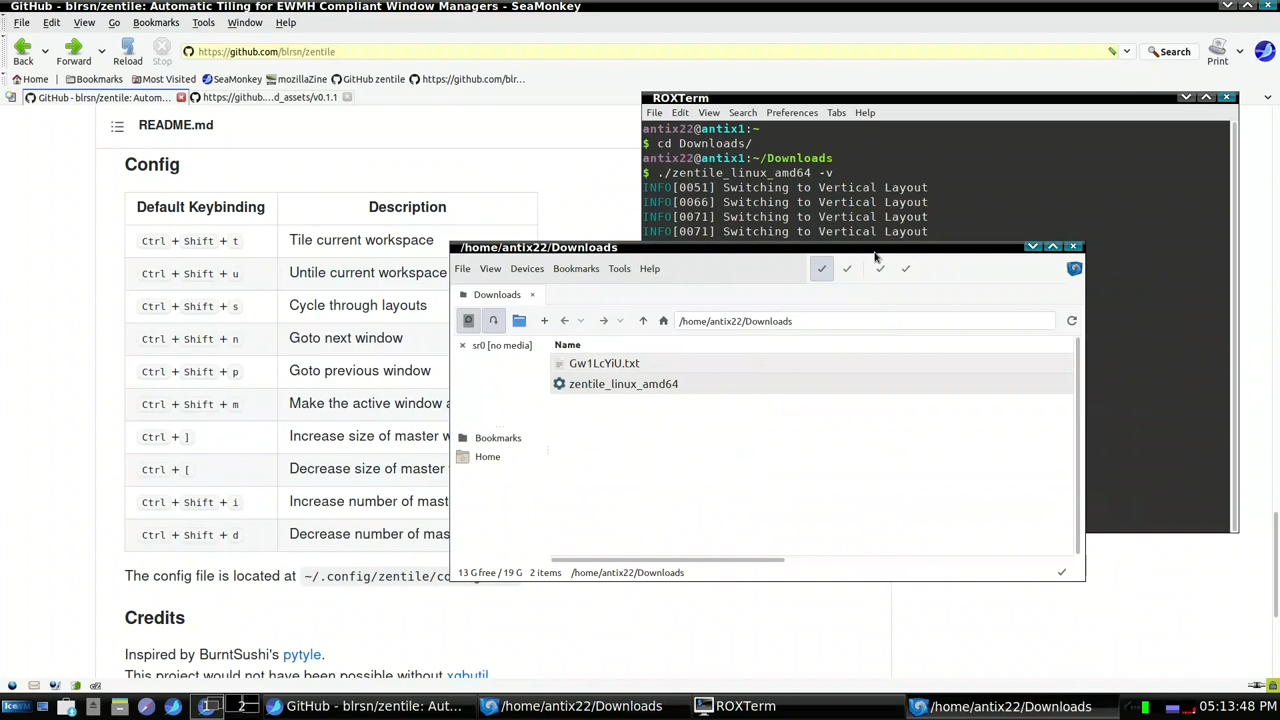 GitHub - blrsn/zentile: Automatic Tiling for EWMH Compliant Window Managers - SeaMonkey
File Edit View Go Bookmarks Tools Window Help
https://github.com/blrsn/zentile
Search
Back Forward Reload Stop Print
Home Bookmarks Most Visited SeaMonkey mozillaZine GitHub zentile https://github.com/blr...
GitHub - blrsn/zentile: Autom... https://github....d_assets/v0.1.1
README.md
Config
Default Keybinding Description
Ctrl + Shift + t Tile current workspace
Ctrl + Shift + u Untile current workspace
Ctrl + Shift + s Cycle through layouts
Ctrl + Shift + n Goto next window
Ctrl + Shift + p Goto previous window
Ctrl + Shift + m Make the active window
Ctrl + ] Increase size of master
Ctrl + [ Decrease size of master
Ctrl + Shift + i Increase number of mast
Ctrl + Shift + d Decrease number of mas
The config file is located at ~/.config/zentile/co
Credits
Inspired by BurntSushi's pytyle.
This project would not have been possible without xgbutil
ROXTerm
File Edit View Search Preferences Tabs Help
antix22@antix1:~
$ cd Downloads/
antix22@antix1:~/Downloads
$ ./zentile_linux_amd64 -v
INFO[0051] Switching to Vertical Layout
INFO[0066] Switching to Vertical Layout
INFO[0071] Switching to Vertical Layout
INFO[0071] Switching to Vertical Layout
/home/antix22/Downloads
File View Devices Bookmarks Tools Help
Downloads
/home/antix22/Downloads
sr0 [no media]
Name
Gw1LcYiU.txt
zentile_linux_amd64
Bookmarks
Home
13 G free / 19 G 2 items /home/antix22/Downloads
IceWM 1 2 GitHub - blrsn/zentile: Aut... /home/antix22/Downloads ROXTerm /home/antix22/Downloads 05:13:48 PM